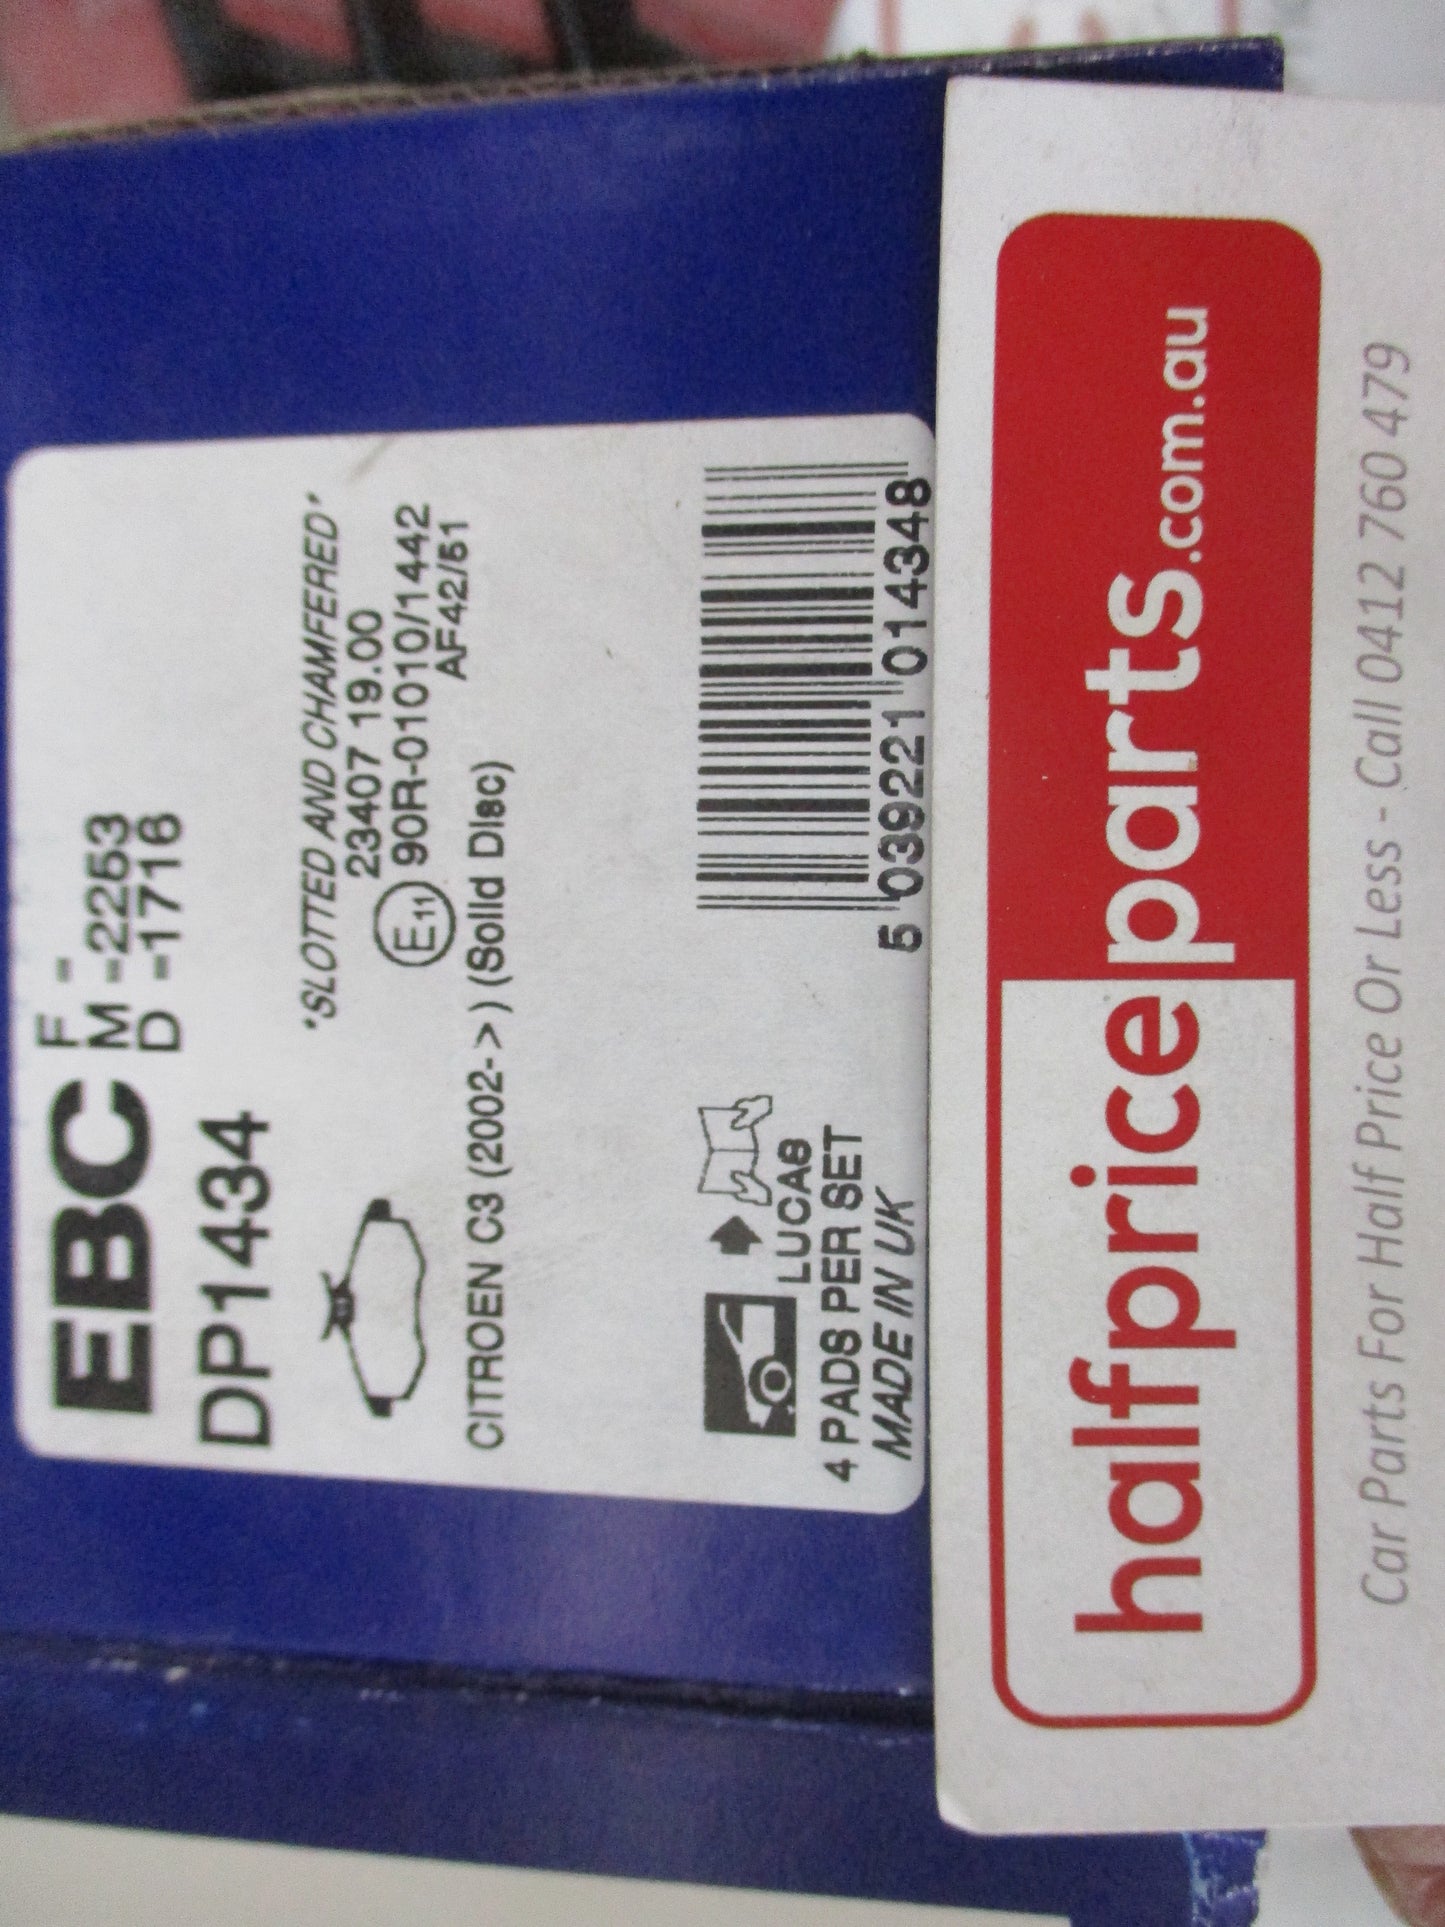 EBC
F -
M -2253
D -1716
DP1434
*SLOTTED AND CHAMFERED*
23407 19.00
E11 90R-01010/1442
AF42/51
CITROEN C3 (2002->) (Solid Disc)
LUCAS
4 PADS PER SET
MADE IN UK
5 039221 014348
halfpriceparts.com.au
Car Parts For Half Price Or Less - Call 0412 760 479